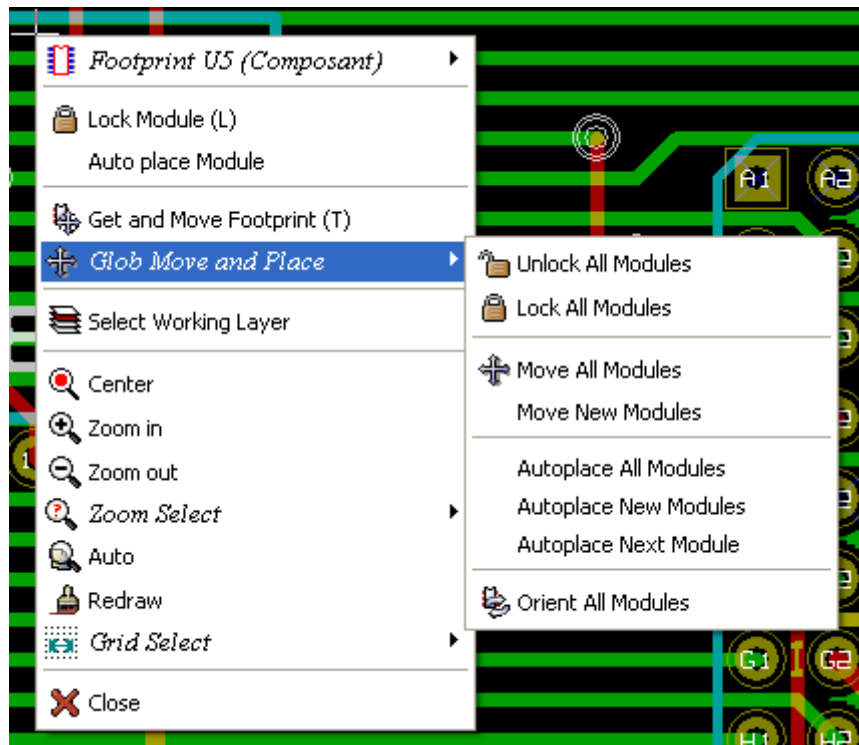 Footprint U5 (Composant)
Lock Module (L)
Auto place Module
Get and Move Footprint (T)
Glob Move and Place
Select Working Layer
Center
Zoom in
Zoom out
Zoom Select
Auto
Redraw
Grid Select
Close
Unlock All Modules
Lock All Modules
Move All Modules
Move New Modules
Autoplace All Modules
Autoplace New Modules
Autoplace Next Module
Orient All Modules
A1 A2
1
G1 G2
H1 H2